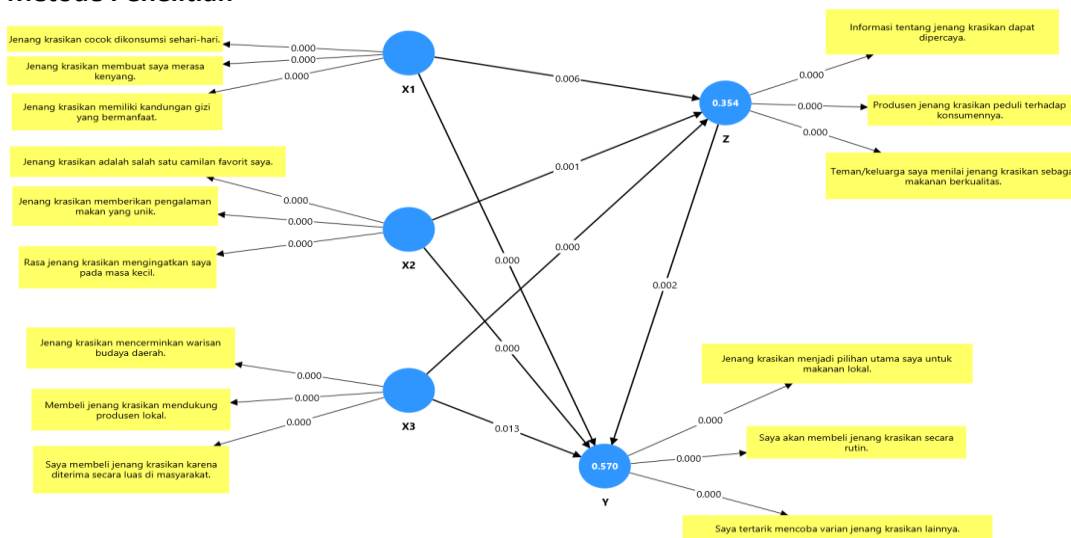 Metode Penelitian
Jenang krasikan cocok dikonsumsi sehari-hari.
Jenang krasikan membuat saya merasa
kenyang.
Jenang krasikan memiliki kandungan gizi
yang bermanfaat.
0.000
0.000
0.000
X1
Jenang krasikan adalah salah satu camilan favorit saya.
Jenang krasikan memberikan pengalaman
makan yang unik.
Rasa jenang krasikan mengingatkan saya
pada masa kecil.
0.000
0.000
0.000
X2
Jenang krasikan mencerminkan warisan
budaya daerah.
Membeli jenang krasikan mendukung
produsen lokal.
Saya membeli jenang krasikan karena
diterima secara luas di masyarakat.
0.000
0.000
0.000
X3
0.006
0.001
0.000
0.000
0.000
0.013
0.002
0.354
Z
0.000
0.000
0.000
Informasi tentang jenang krasikan dapat
dipercaya.
Produsen jenang krasikan peduli terhadap
konsumennya.
Teman/keluarga saya menilai jenang krasikan sebaga
makanan berkualitas.
0.570
Y
0.000
0.000
0.000
Jenang krasikan menjadi pilihan utama saya untuk
makanan lokal.
Saya akan membeli jenang krasikan secara
rutin.
Saya tertarik mencoba varian jenang krasikan lainnya.